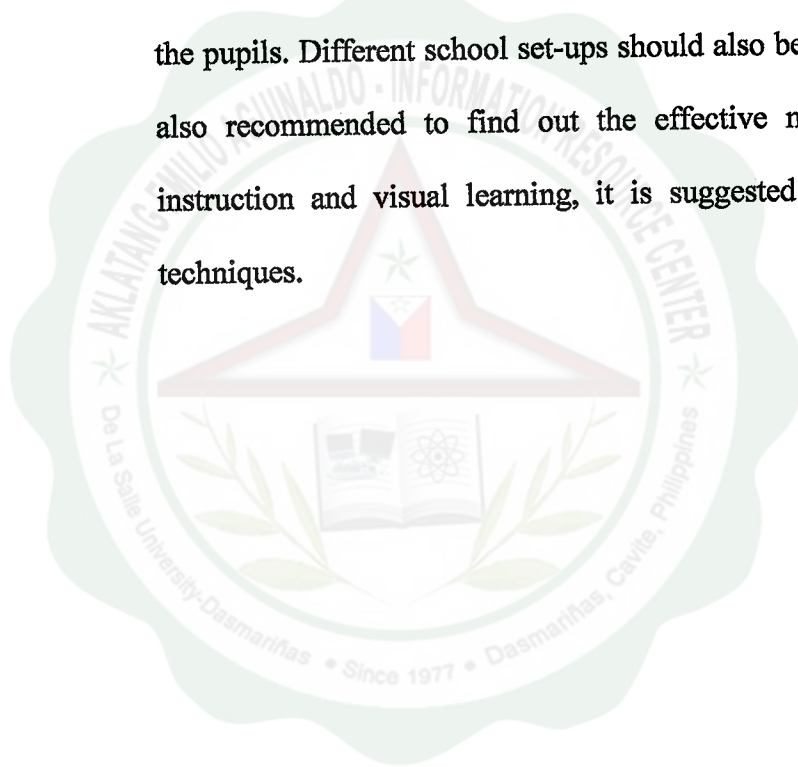 the pupils. Different school set-ups should also be
also recommended to find out the effective
instruction and visual learning, it is suggested
techniques.
AKLATANG EMILIO AGUINALDO - INFORMATION RESOURCE CENTER
De La Salle University-Dasmariñas • Since 1977 • Dasmariñas, Cavite, Philippines